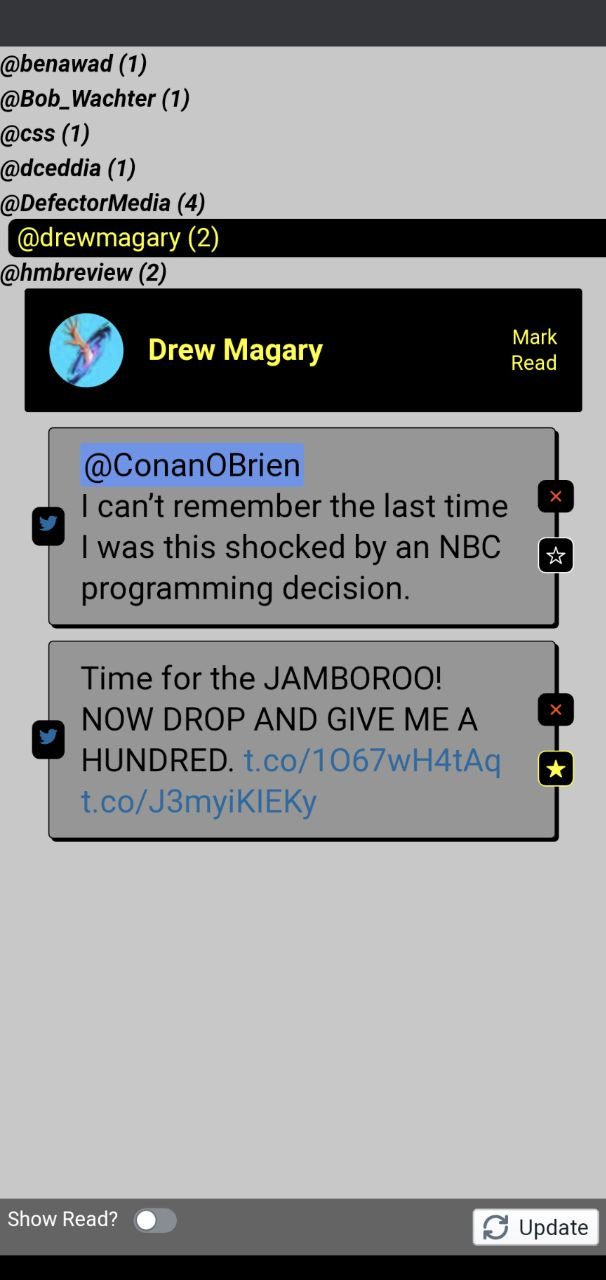 @benawad (1)
@Bob_Wachter (1)
@css (1)
@dceddia (1)
@DefectorMedia (4)
@drewmagary (2)
@hmbreview (2)
Drew Magary
Mark
Read
@ConanOBrien
I can’t remember the last time
I was this shocked by an NBC
programming decision.
Time for the JAMBOROO!
NOW DROP AND GIVE ME A
HUNDRED. t.co/1O67wH4tAq
t.co/J3myiKIEKy
Show Read?
Update